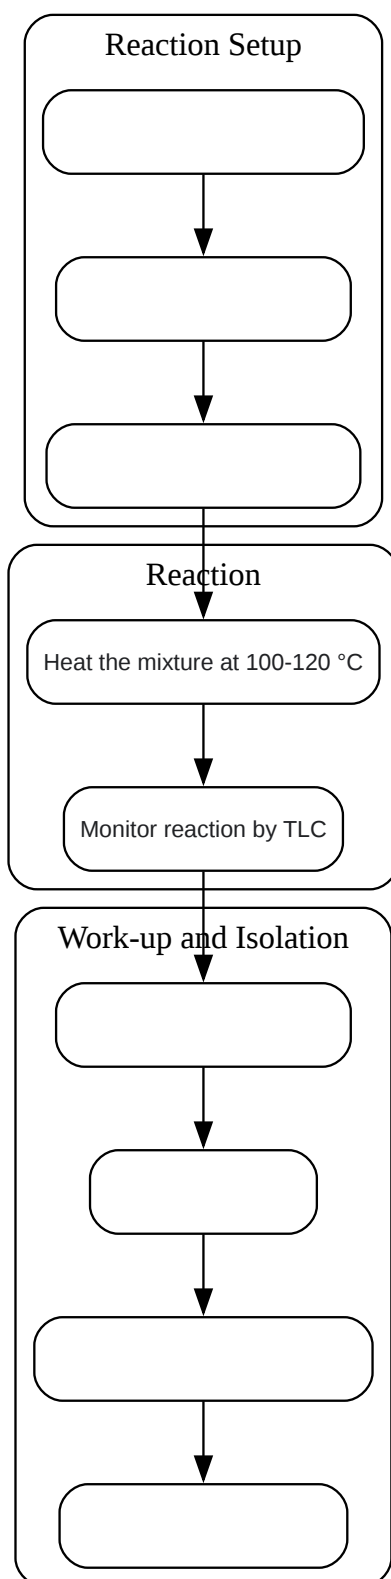 Reaction Setup
Reaction
Heat the mixture at 100-120 °C
Monitor reaction by TLC
Work-up and Isolation